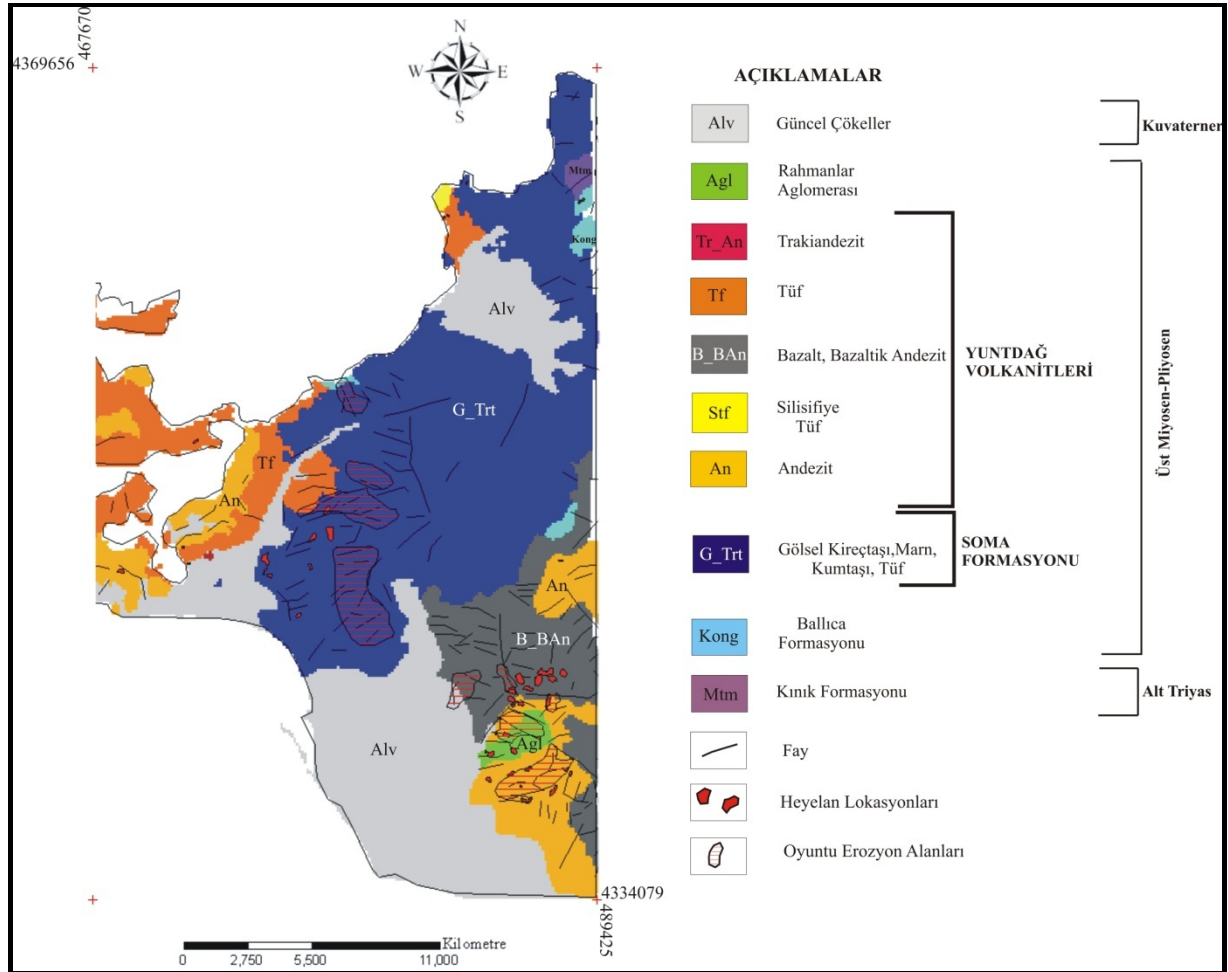 467670
4369656
N
W
E
S
AÇIKLAMALAR
Alv
Güncel Çökeller
Kuvaterner
Agl
Rahmanlar
Aglomerası
Tr_An
Trakiandezit
Tf
Tüf
B_BAn
Bazalt, Bazaltik Andezit
Stf
Silisifiye
Tüf
An
Andezit
YUNTDAĞ
VOLKANİTLERİ
G_Trt
Gölsel Kireçtaşı,Marn,
Kumtaşı, Tüf
SOMA
FORMASYONU
Üst Miyosen-Pliyosen
Kong
Ballıca
Formasyonu
Mtm
Kınık Formasyonu
Alt Triyas
Fay
Heyelan Lokasyonları
Oyuntu Erozyon Alanları
Mtm
Kong
Alv
G_Trt
Tf
An
An
B_BAn
Alv
Agl
4334079
489425
Kilometre
0
2,750
5,500
11,000